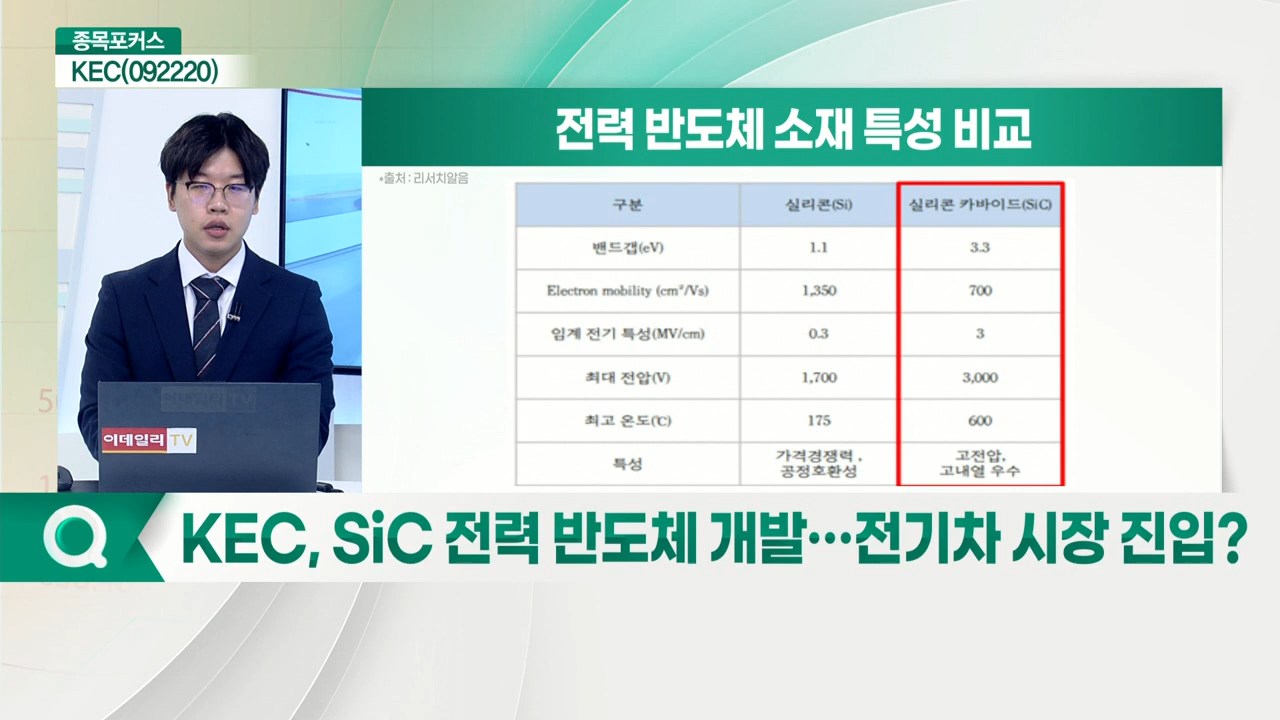 종목포커스
KEC(092220)
전력 반도체 소재 특성 비교
*출처 : 리서치알음
구분 실리콘(Si) 실리콘 카바이드(SiC)
밴드갭(eV) 1.1 3.3
Electron mobility (cm²/Vs) 1,350 700
임계 전기 특성(MV/cm) 0.3 3
최대 전압(V) 1,700 3,000
최고 온도(℃) 175 600
특성 가격경쟁력, 공정호환성 고전압, 고내열 우수
이데일리 TV
이데일리TV
KEC, SiC 전력 반도체 개발…전기차 시장 진입?